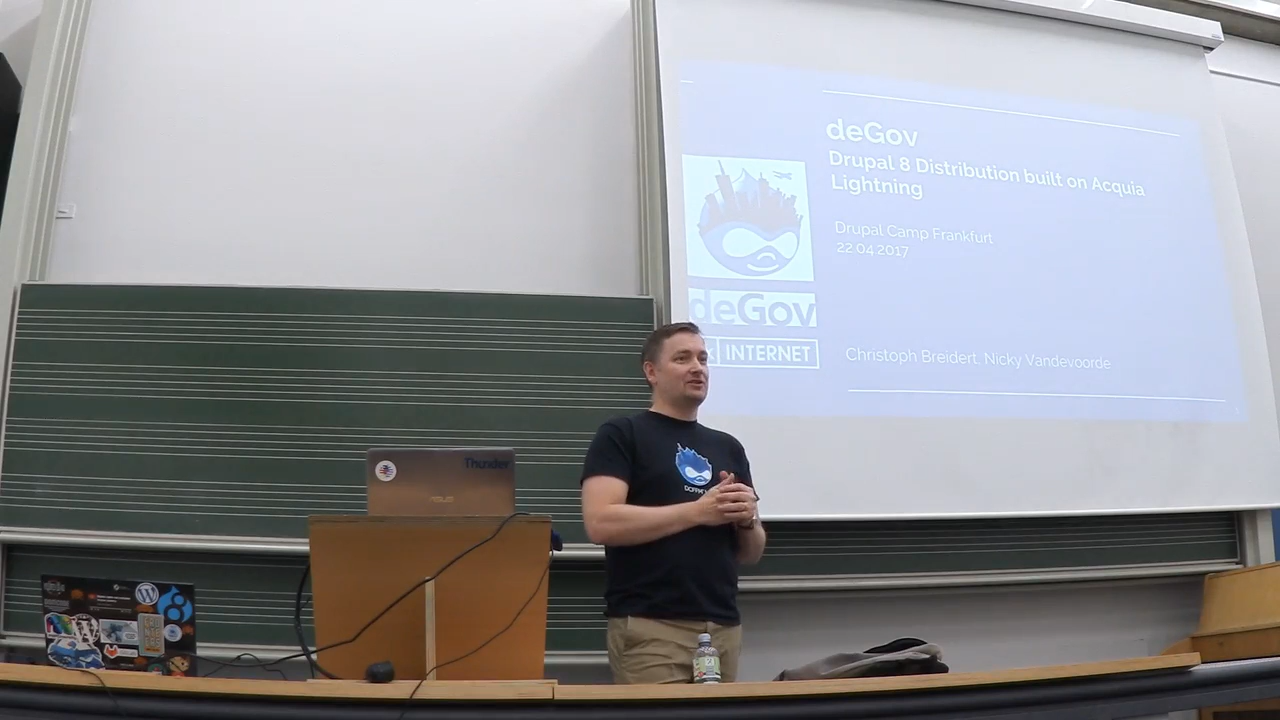 deGov
Drupal 8 Distribution built on Acquia
Lightning
Drupal Camp Frankfurt
22.04.2017
deGov
INTERNET
Christoph Breidert, Nicky Vandevoorde
Thunder
ASUS